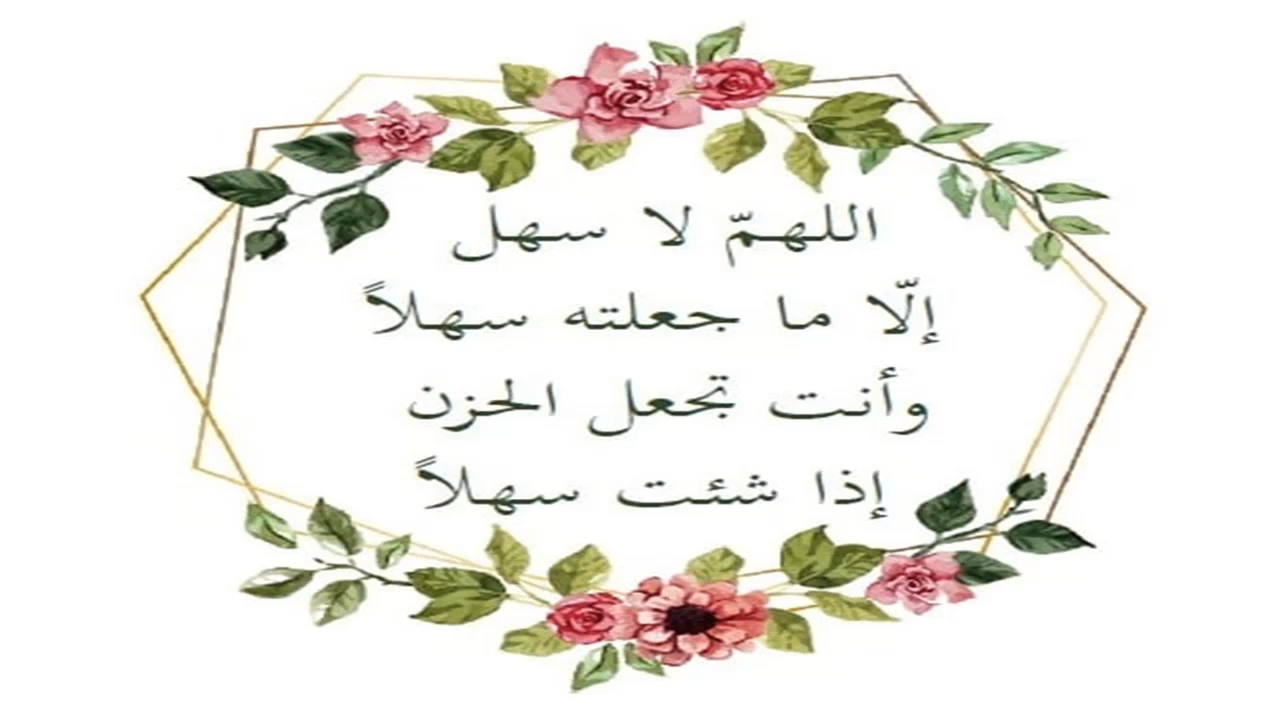 اللهمّ لا سهل
إلّا ما جعلته سهلاً
وأنت تجعل الحزن
إذا شئت سهلاً